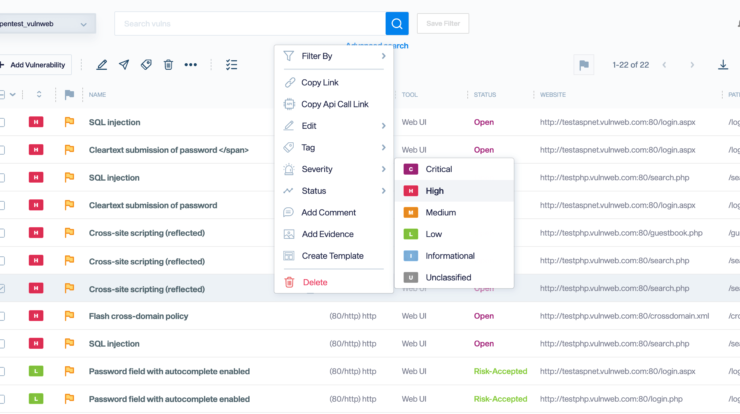 pentest_vulnweb
Search vulns
Save Filter
Advanced search
+ Add Vulnerability
1-22 of 22
NAME TOOL STATUS WEBSITE
H SQL injection Web UI Open http://testaspnet.vulnweb.com:80/login.aspx /log
H Cleartext submission of password </span> Web UI Open http://testaspnet.vulnweb.com:80/login.aspx /log
H SQL injection http://testphp.vulnweb.com:80/search.php /sea
H Cleartext submission of password http://testaspnet.vulnweb.com:80/login.aspx /log
H Cross-site scripting (reflected) http://testphp.vulnweb.com:80/guestbook.php /gu
H Cross-site scripting (reflected) http://testphp.vulnweb.com:80/search.php /sea
H Cross-site scripting (reflected) Web UI Open http://testphp.vulnweb.com:80/search.php /sea
H Flash cross-domain policy (80/http) http Web UI Open http://testphp.vulnweb.com:80/crossdomain.xml /cro
H SQL injection (80/http) http Web UI Open http://testphp.vulnweb.com:80/search.php /sea
L Password field with autocomplete enabled (80/http) http Web UI Risk-Accepted http://testaspnet.vulnweb.com:80/login.aspx /log
L Password field with autocomplete enabled (80/http) http Web UI Risk-Accepted http://testphp.vulnweb.com:80/login.php /log
Filter By
Copy Link
Copy Api Call Link
Edit
Tag
Severity
Status
Add Comment
Add Evidence
Create Template
Delete
C Critical
H High
M Medium
L Low
I Informational
U Unclassified